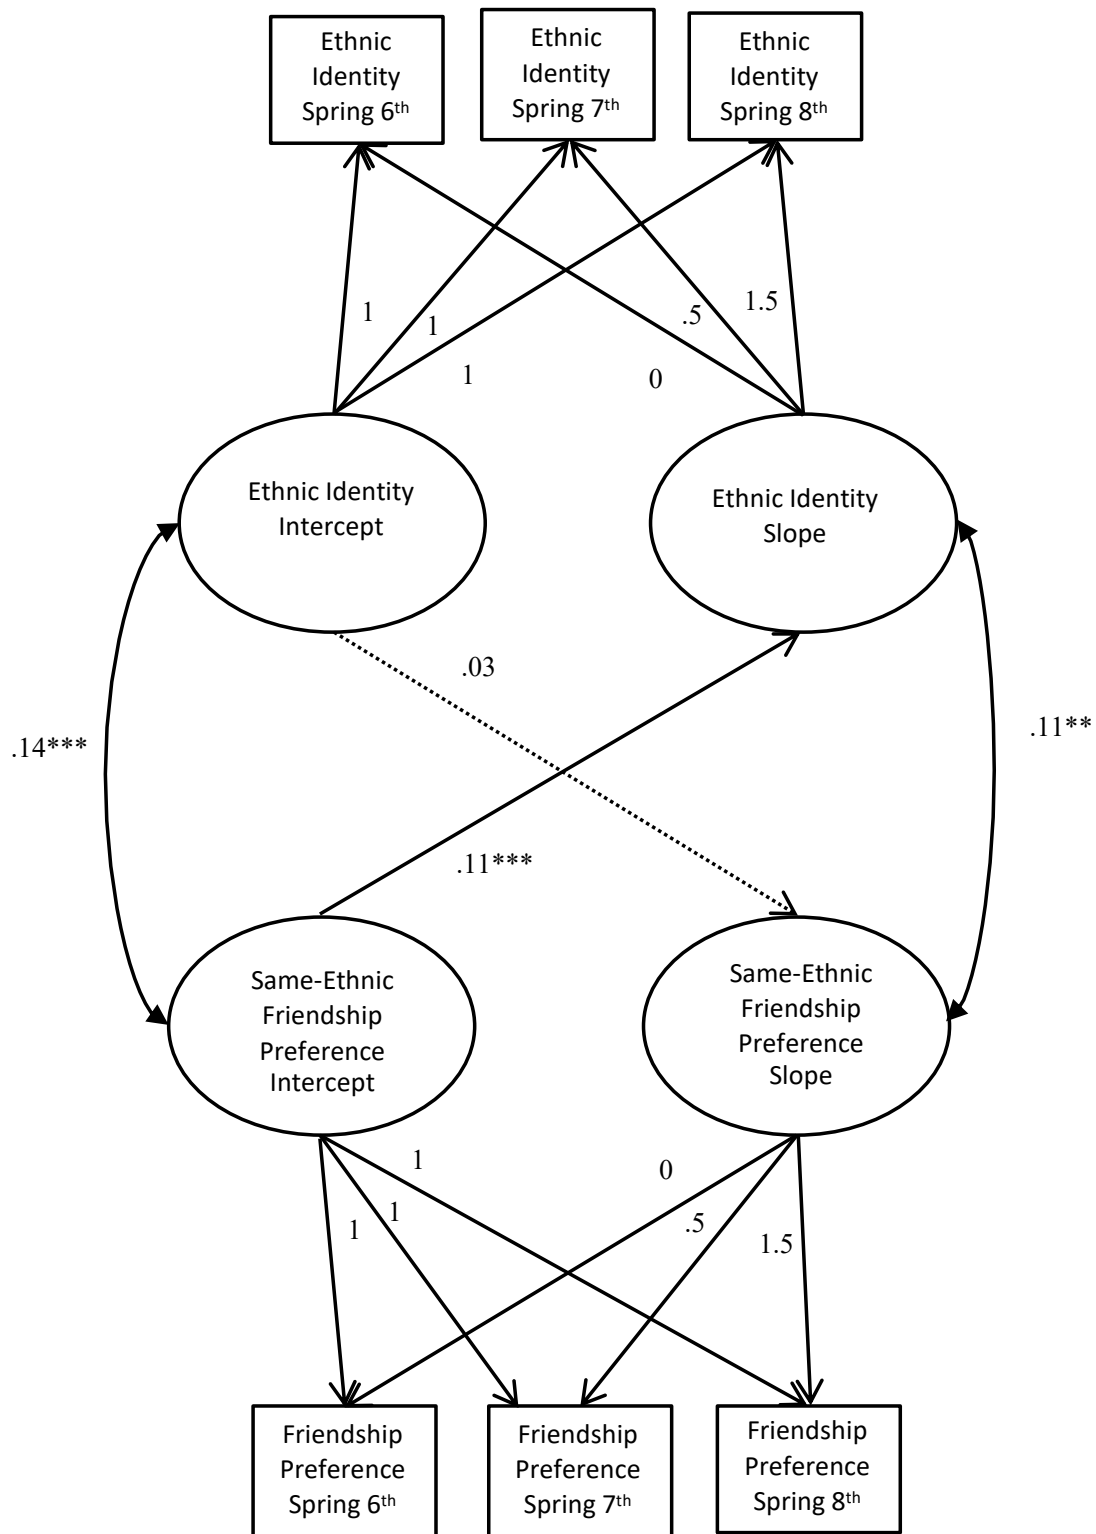 Ethnic
Identity
Spring 6th
Ethnic
Identity
Spring 7th
Ethnic
Identity
Spring 8th
1
1
1
0
.5
1.5
Ethnic Identity
Intercept
Ethnic Identity
Slope
.03
.14***
.11**
.11***
Same-Ethnic
Friendship
Preference
Intercept
Same-Ethnic
Friendship
Preference
Slope
1
1
1
0
.5
1.5
Friendship
Preference
Spring 6th
Friendship
Preference
Spring 7th
Friendship
Preference
Spring 8th